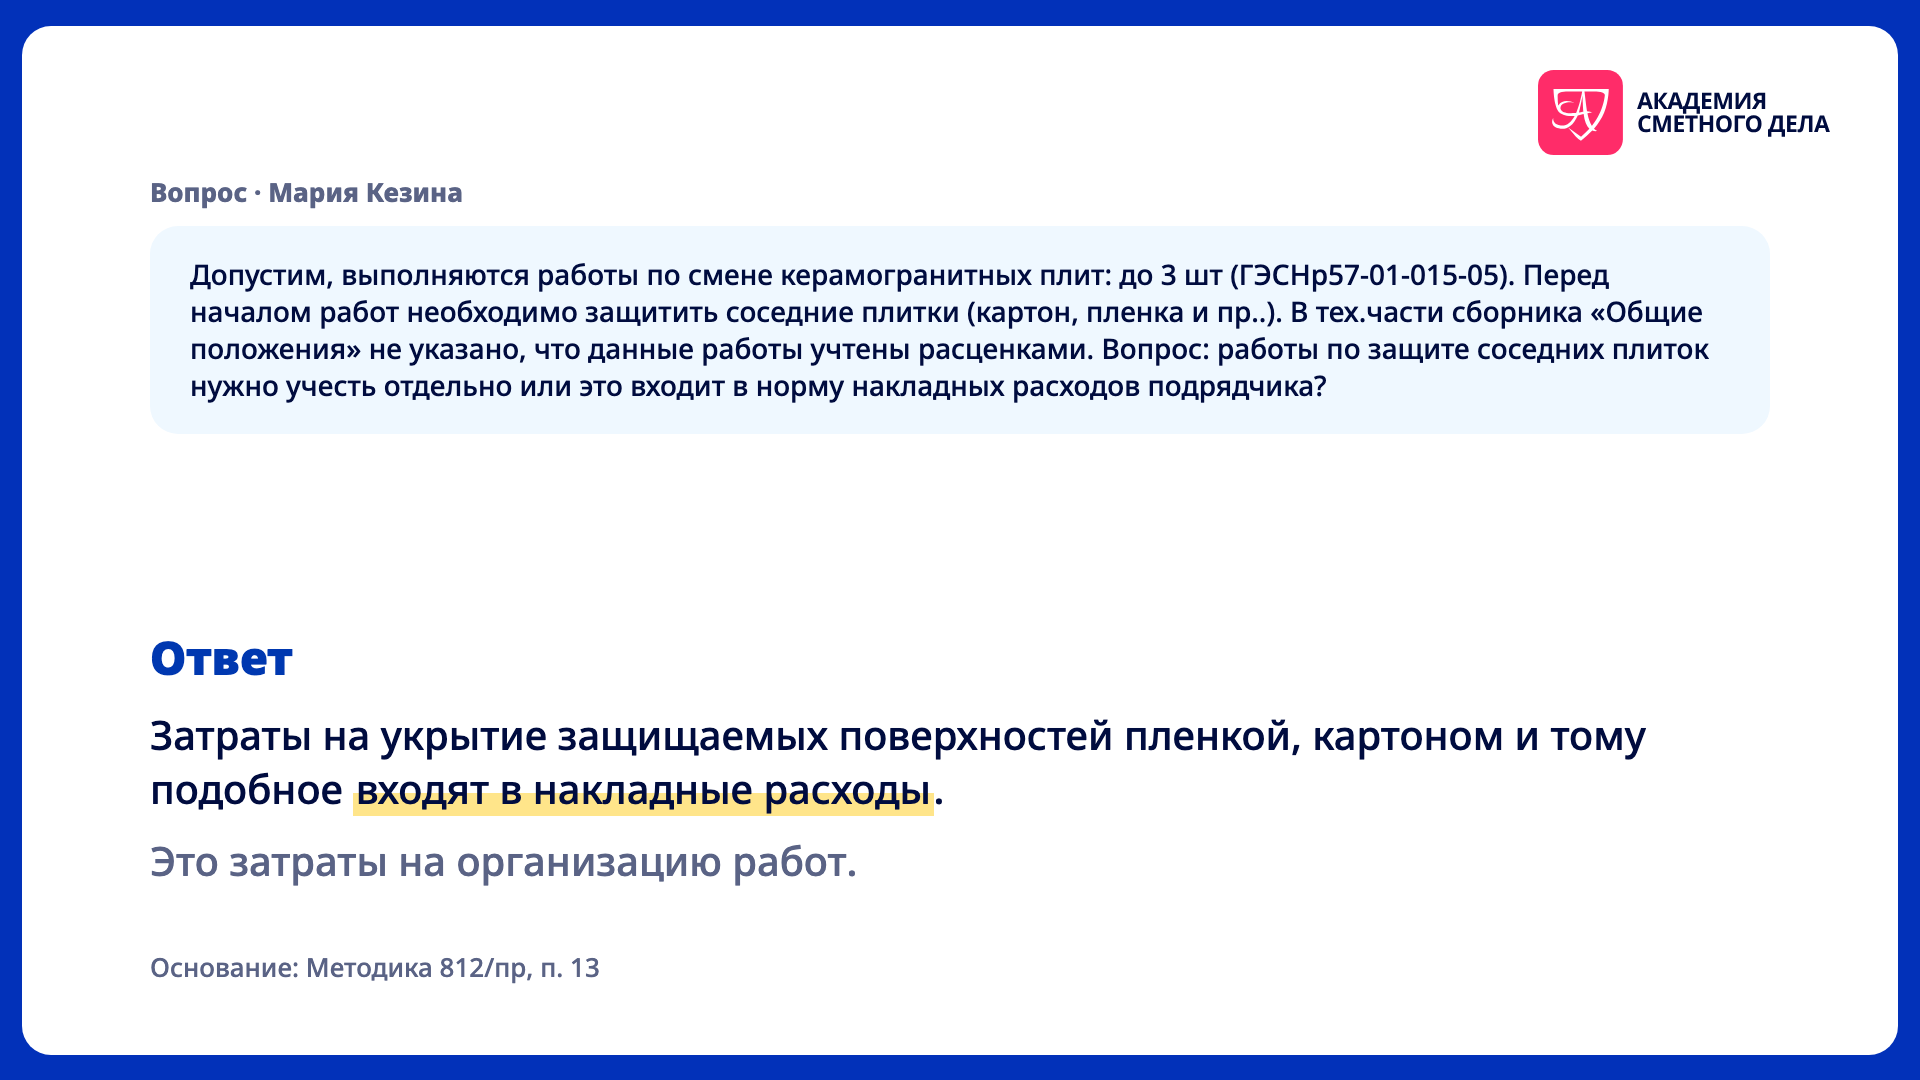 АКАДЕМИЯ
СМЕТНОГО ДЕЛА
Вопрос · Мария Кезина
Допустим, выполняются работы по смене керамогранитных плит: до 3 шт (ГЭСНр57-01-015-05). Перед
началом работ необходимо защитить соседние плитки (картон, пленка и пр..). В тех.части сборника «Общие
положения» не указано, что данные работы учтены расценками. Вопрос: работы по защите соседних плиток
нужно учесть отдельно или это входит в норму накладных расходов подрядчика?
Ответ
Затраты на укрытие защищаемых поверхностей пленкой, картоном и тому
подобное входят в накладные расходы.
Это затраты на организацию работ.
Основание: Методика 812/пр, п. 13